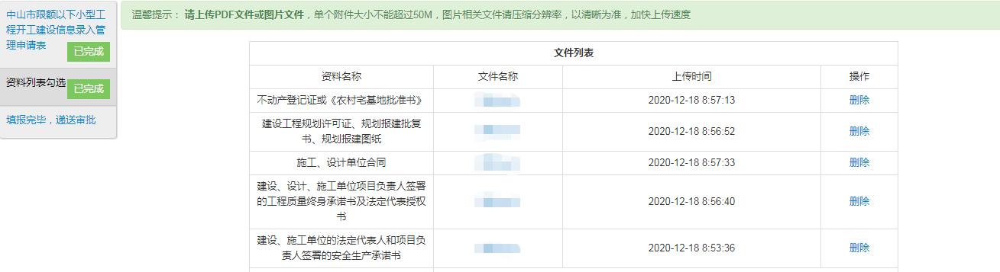 中山市限额以下小型工
程开工建设信息录入管
理申请表
已完成
资料列表勾选
已完成
填报完毕，递送审批
温馨提示： 请上传PDF文件或图片文件，单个附件大小不能超过50M，图片相关文件请压缩分辨率，以清晰为准，加快上传速度
文件列表
资料名称 文件名称 上传时间 操作
不动产登记证或《农村宅基地批准书》 2020-12-18 8:57:13 删除
建设工程规划许可证、规划报建批复
书、规划报建图纸
2020-12-18 8:56:52 删除
施工、设计单位合同 2020-12-18 8:57:33 删除
建设、设计、施工单位项目负责人签署
的工程质量终身承诺书及法定代表授权
书
2020-12-18 8:56:40 删除
建设、施工单位的法定代表人和项目负
责人签署的安全生产承诺书
2020-12-18 8:53:36 删除